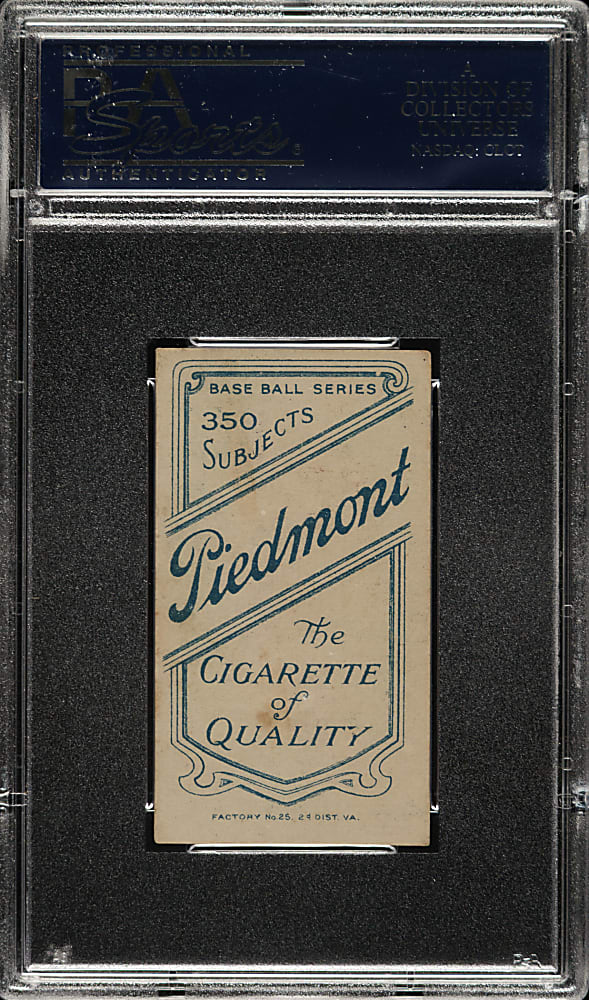 PROFESSIONAL
PSA
Sports
AUTHENTICATOR
A
DIVISION OF
COLLECTORS
UNIVERSE
NASDAQ: CLCT
BASE BALL SERIES
350
SUBJECTS
Piedmont
The
CIGARETTE
of
QUALITY
FACTORY No. 25. 2d DIST. VA.
PSA